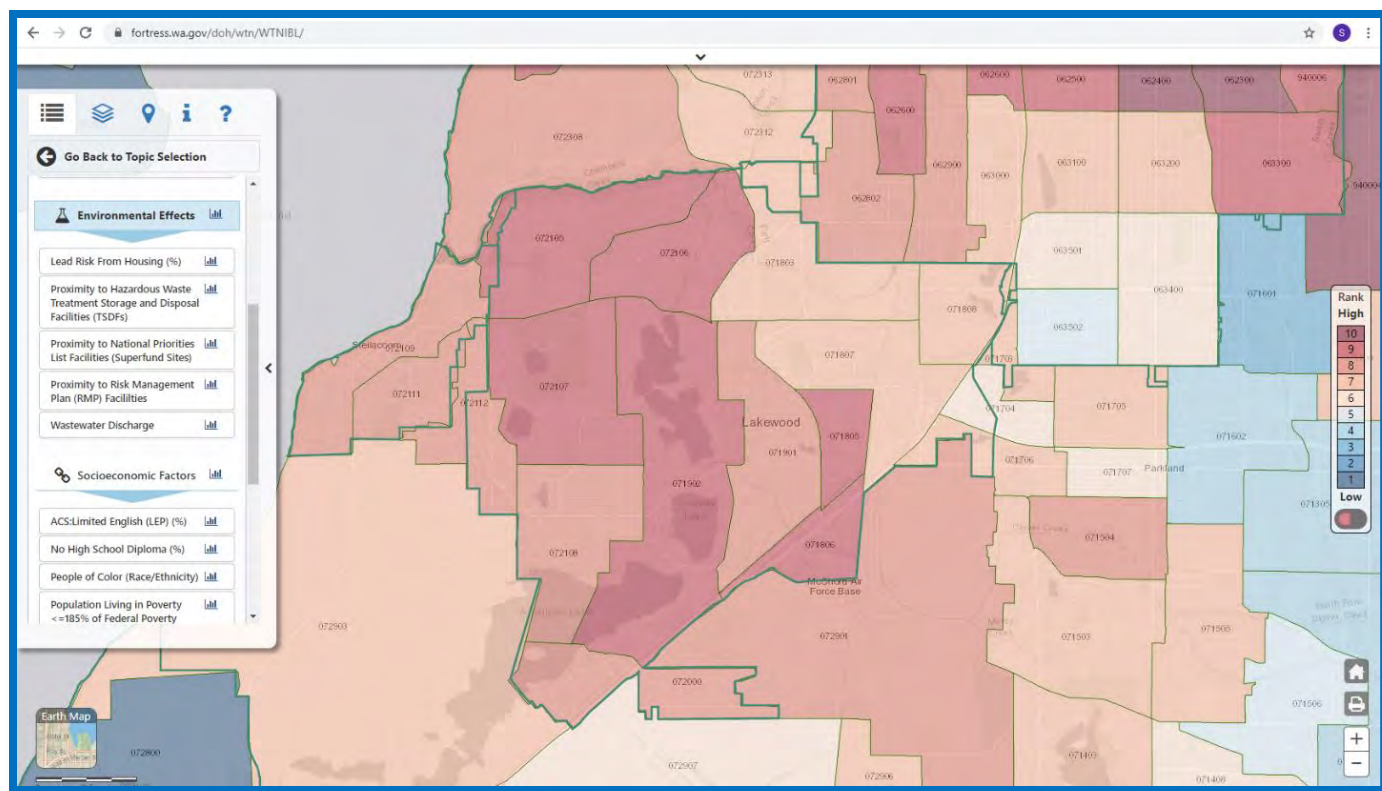 fortress.wa.gov/doh/wtn/WTNIBL/
S
Go Back to Topic Selection
Environmental Effects
Lead Risk From Housing (%)
Proximity to Hazardous Waste
Treatment Storage and Disposal
Facilities (TSDFs)
Proximity to National Priorities
List Facilities (Superfund Sites)
Proximity to Risk Management
Plan (RMP) Facililties
Wastewater Discharge
Socioeconomic Factors
ACS:Limited English (LEP) (%)
No High School Diploma (%)
People of Color (Race/Ethnicity)
Population Living in Poverty
<=185% of Federal Poverty
Earth Map
Rank
High
10
9
8
7
6
5
4
3
2
1
Low
072313
062801
062600
062600
062500
062400
062300
940006
072308
072312
062900
063000
063100
063200
063300
940004
062802
072105
072106
071803
063501
063400
071601
071808
063502
Steilacoom
072109
071807
071703
072107
072111
072112
071704
071705
Lakewood
071805
071602
071901
071706
071707
Parkland
071305
071902
072108
071806
071504
McChord Air
Force Base
072903
072901
071503
071505
072000
071506
072800
072907
072906
071403
071408
+
−